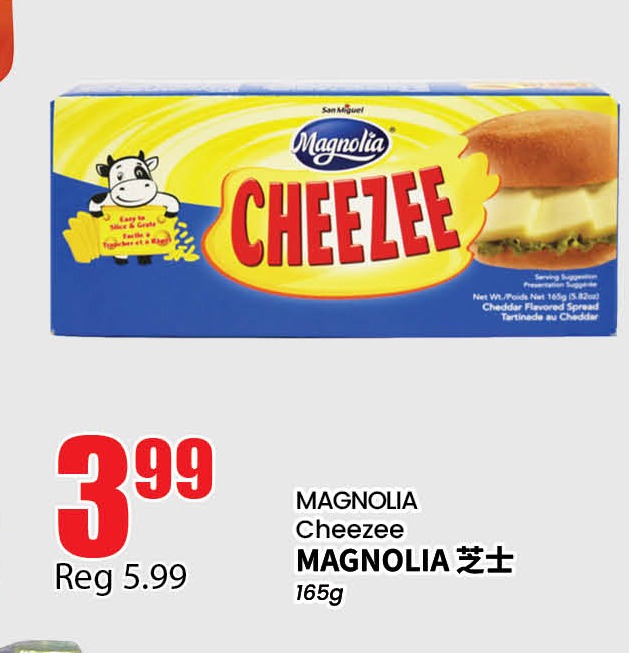 San Miguel
Magnolia®
CHEEZEE
Easy to
Slice & Grate
Facile a
Trancher et a Râper
Serving Suggestion
Presentation Suggérée
Net Wt./Poids Net 165g (5.82oz)
Cheddar Flavored Spread
Tartinade au Cheddar
3.99
Reg 5.99
MAGNOLIA
Cheezee
MAGNOLIA 芝士
165g